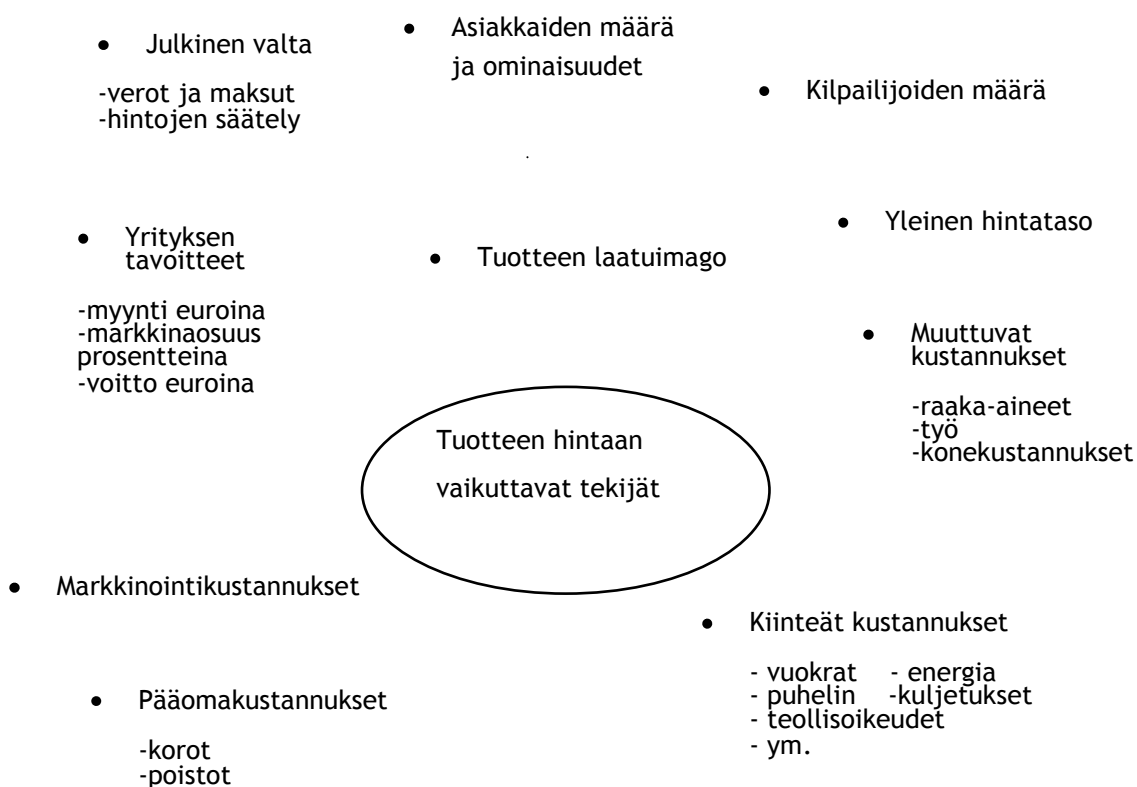 • Julkinen valta
-verot ja maksut
-hintojen säätely
• Asiakkaiden määrä
ja ominaisuudet
• Kilpailijoiden määrä
• Yrityksen
tavoitteet
-myynti euroina
-markkinaosuus
prosentteina
-voitto euroina
• Tuotteen laatuimago
• Yleinen hintataso
• Muuttuvat
kustannukset
-raaka-aineet
-työ
-konekustannukset
Tuotteen hintaan
vaikuttavat tekijät
• Markkinointikustannukset
• Pääomakustannukset
-korot
-poistot
• Kiinteät kustannukset
- vuokrat - energia
- puhelin -kuljetukset
- teollisoikeudet
- ym.